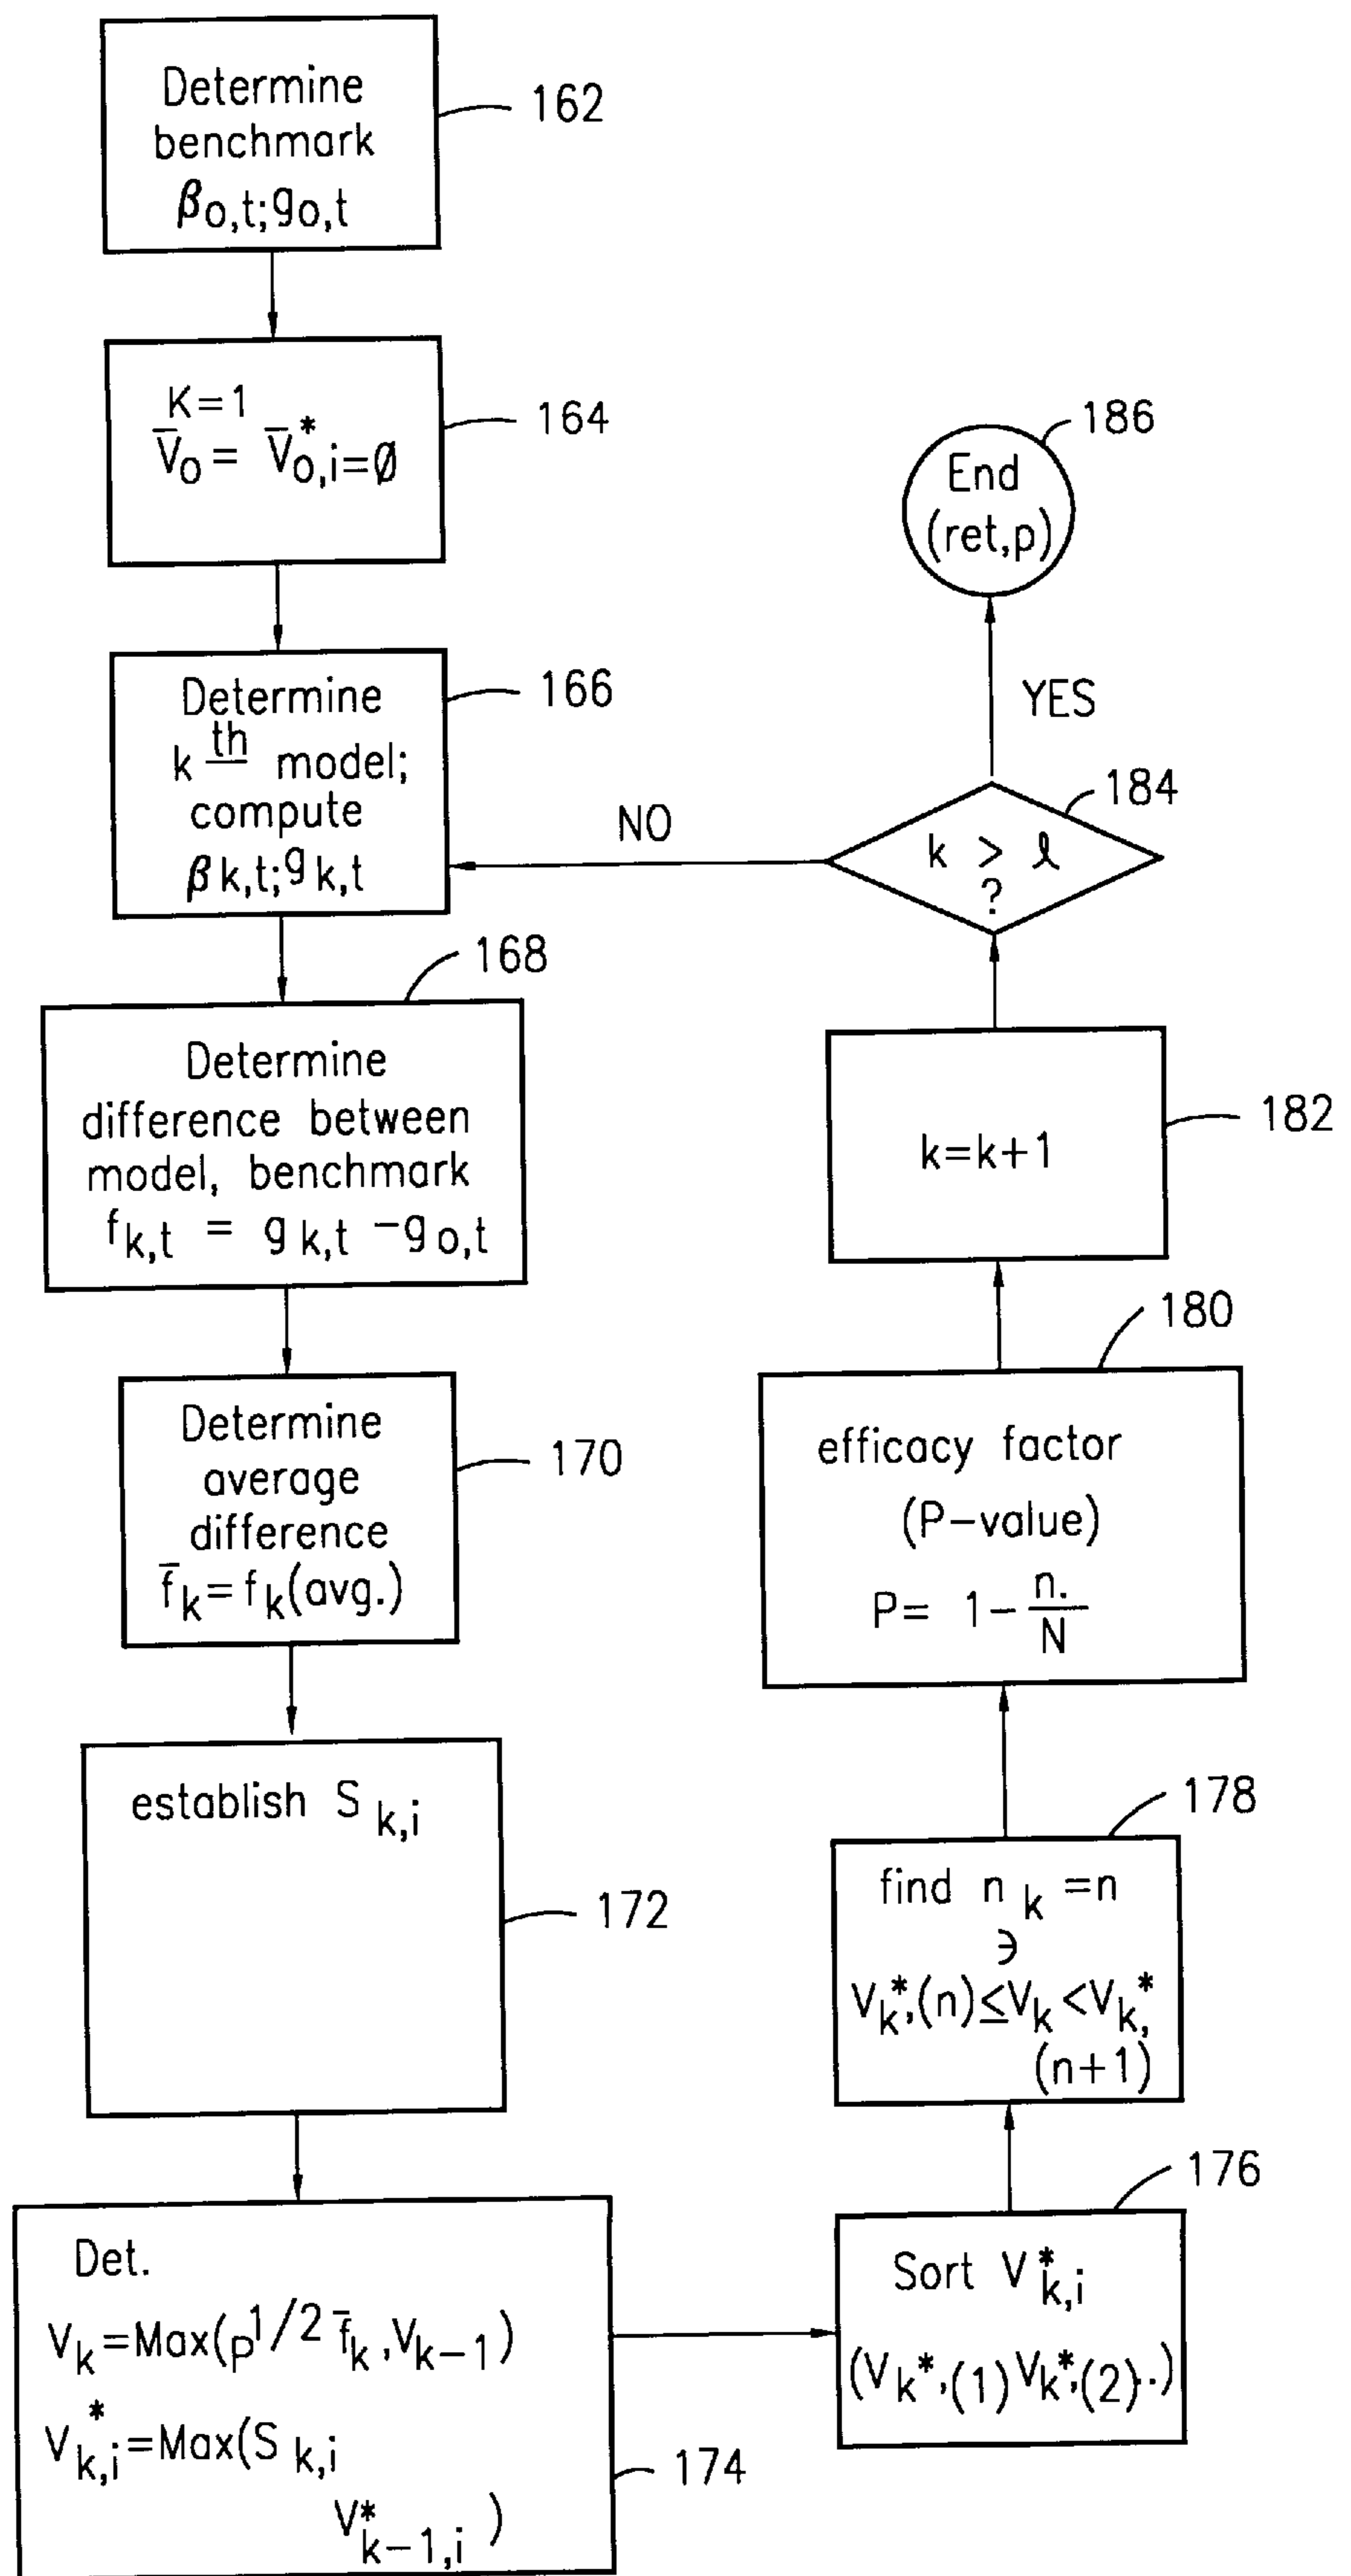 Determine
benchmark
β₀,t;g₀,t
162
K=1
V̄₀= V̄*₀,i=∅
164
Determine
k th model;
compute
βk,t;gk,t
166
Determine
difference between
model, benchmark
fk,t = gk,t -g₀,t
168
Determine
average
difference
f̄k=fk(avg.)
170
establish Sk,i
172
Det.
Vk=Max(p1/2 f̄k,Vk-1)
V*k,i=Max(Sk,i
V*k-1,i )
174
Sort V*k,i
(Vk*,(1)Vk*,(2)..)
176
find nk=n
∋
Vk*,(n)≤Vk<Vk,*
(n+1)
178
efficacy factor
(P-value)
P= 1-n./N
180
k=k+1
182
k > ℓ
?
184
NO
YES
End
(ret,p)
186